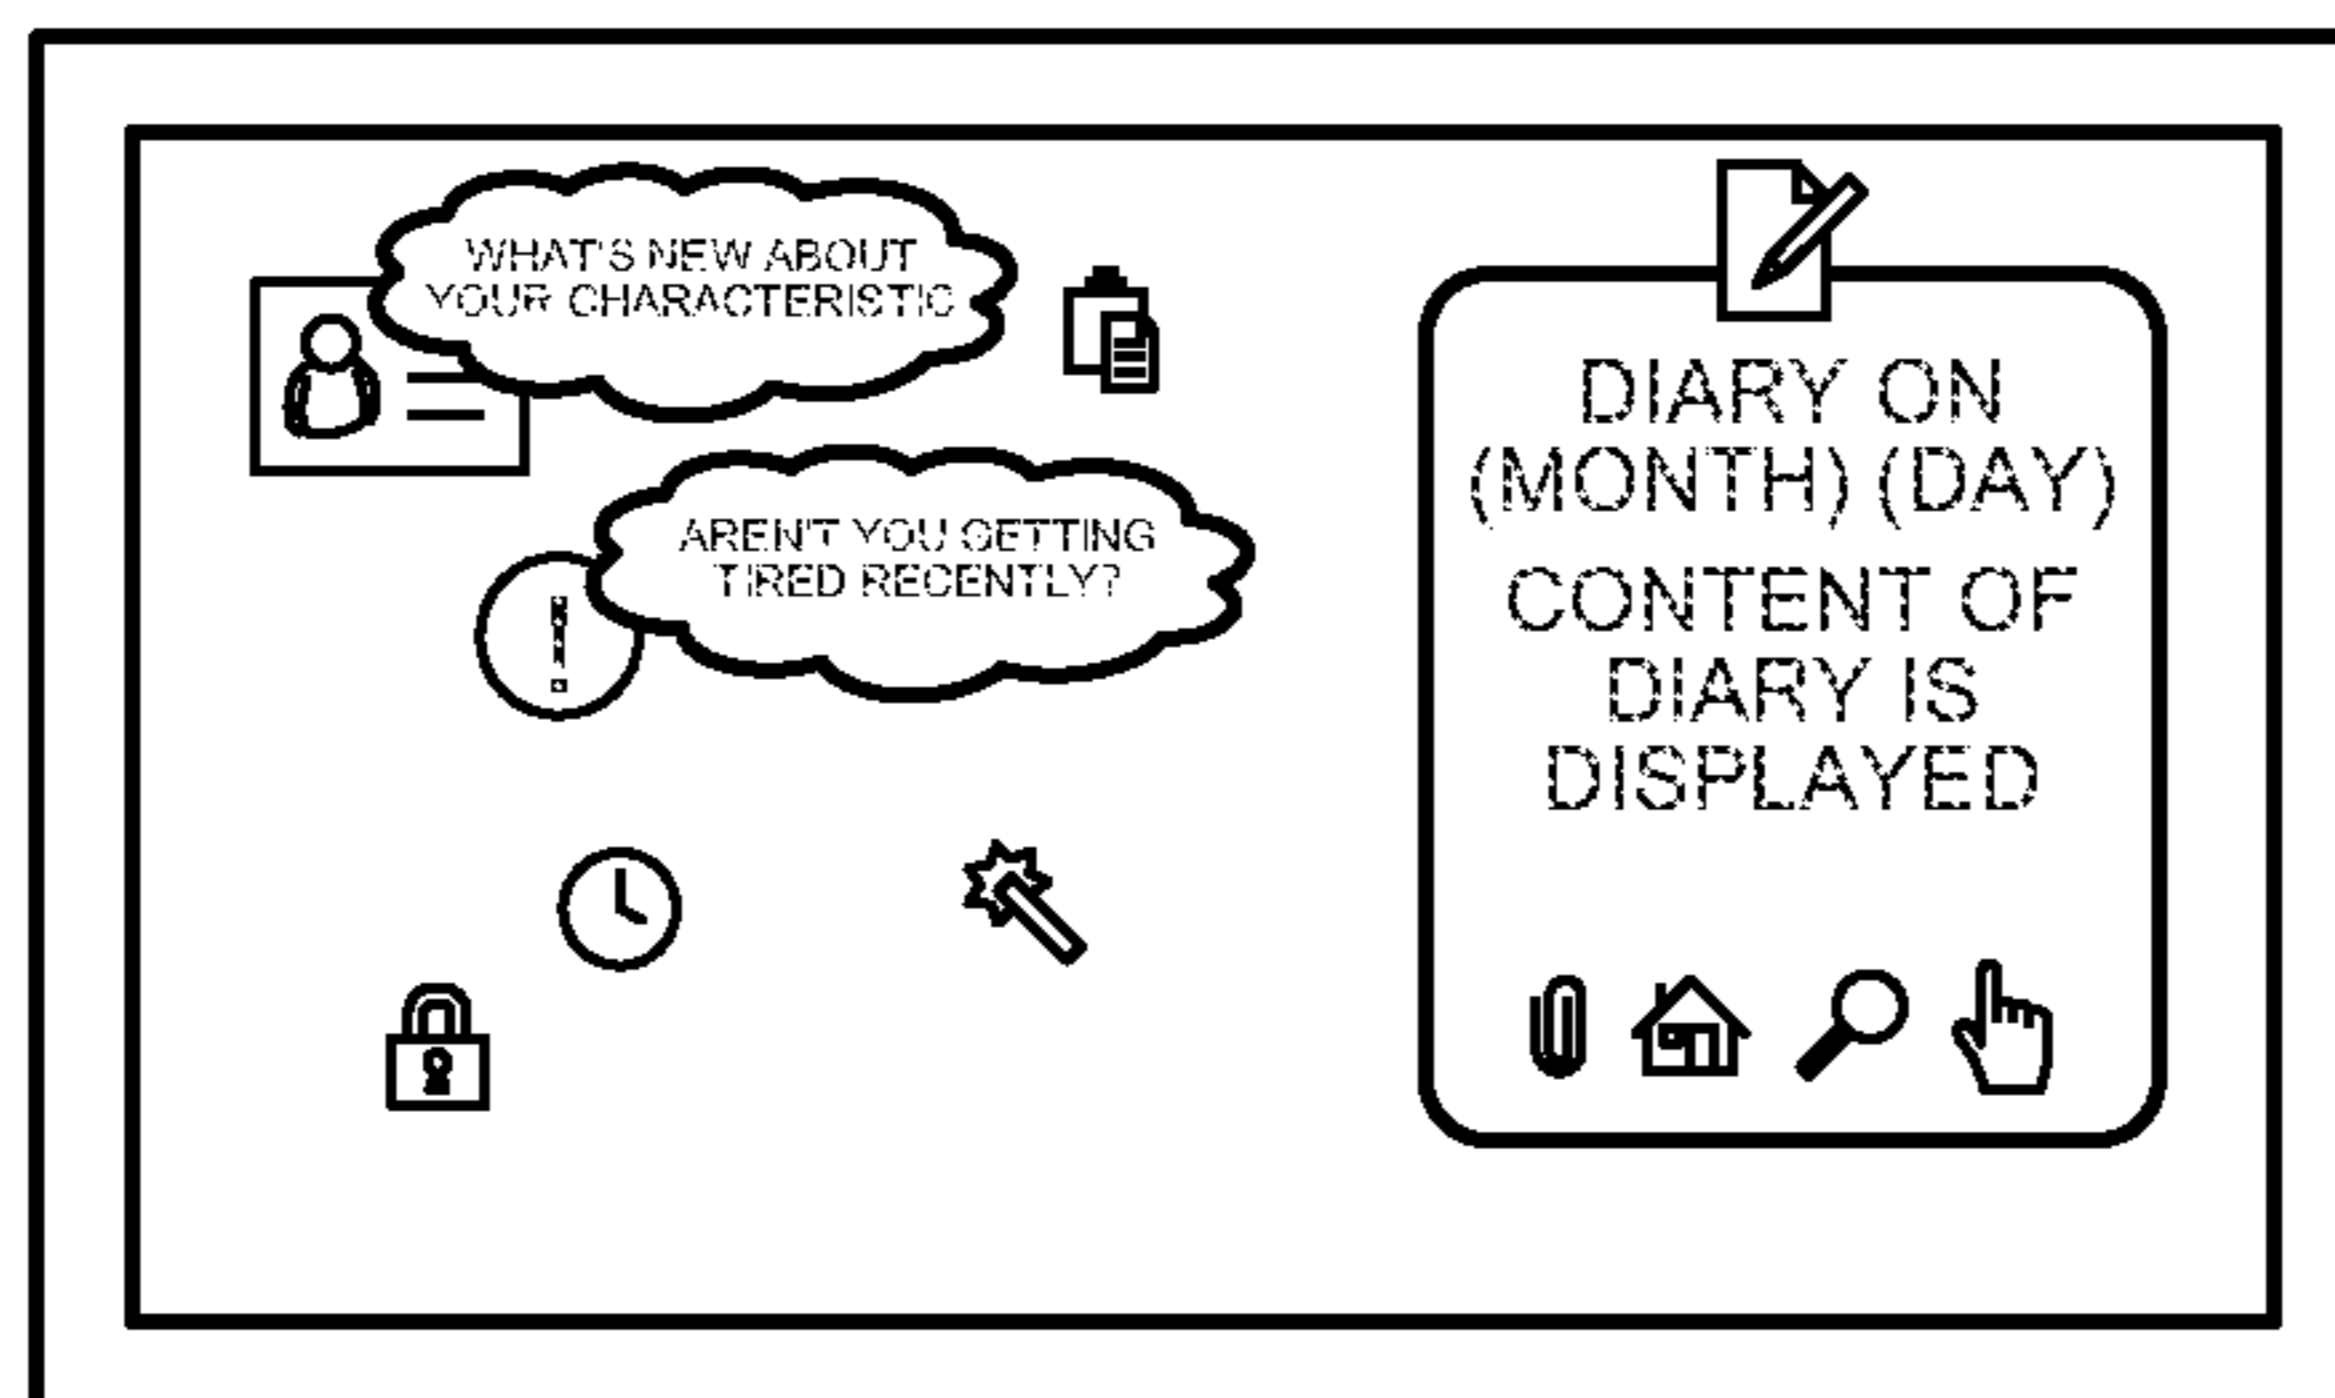 WHAT'S NEW ABOUT
YOUR CHARACTERISTIC
AREN'T YOU GETTING
TIRED RECENTLY?
!
DIARY ON
(MONTH) (DAY)
CONTENT OF
DIARY IS
DISPLAYED